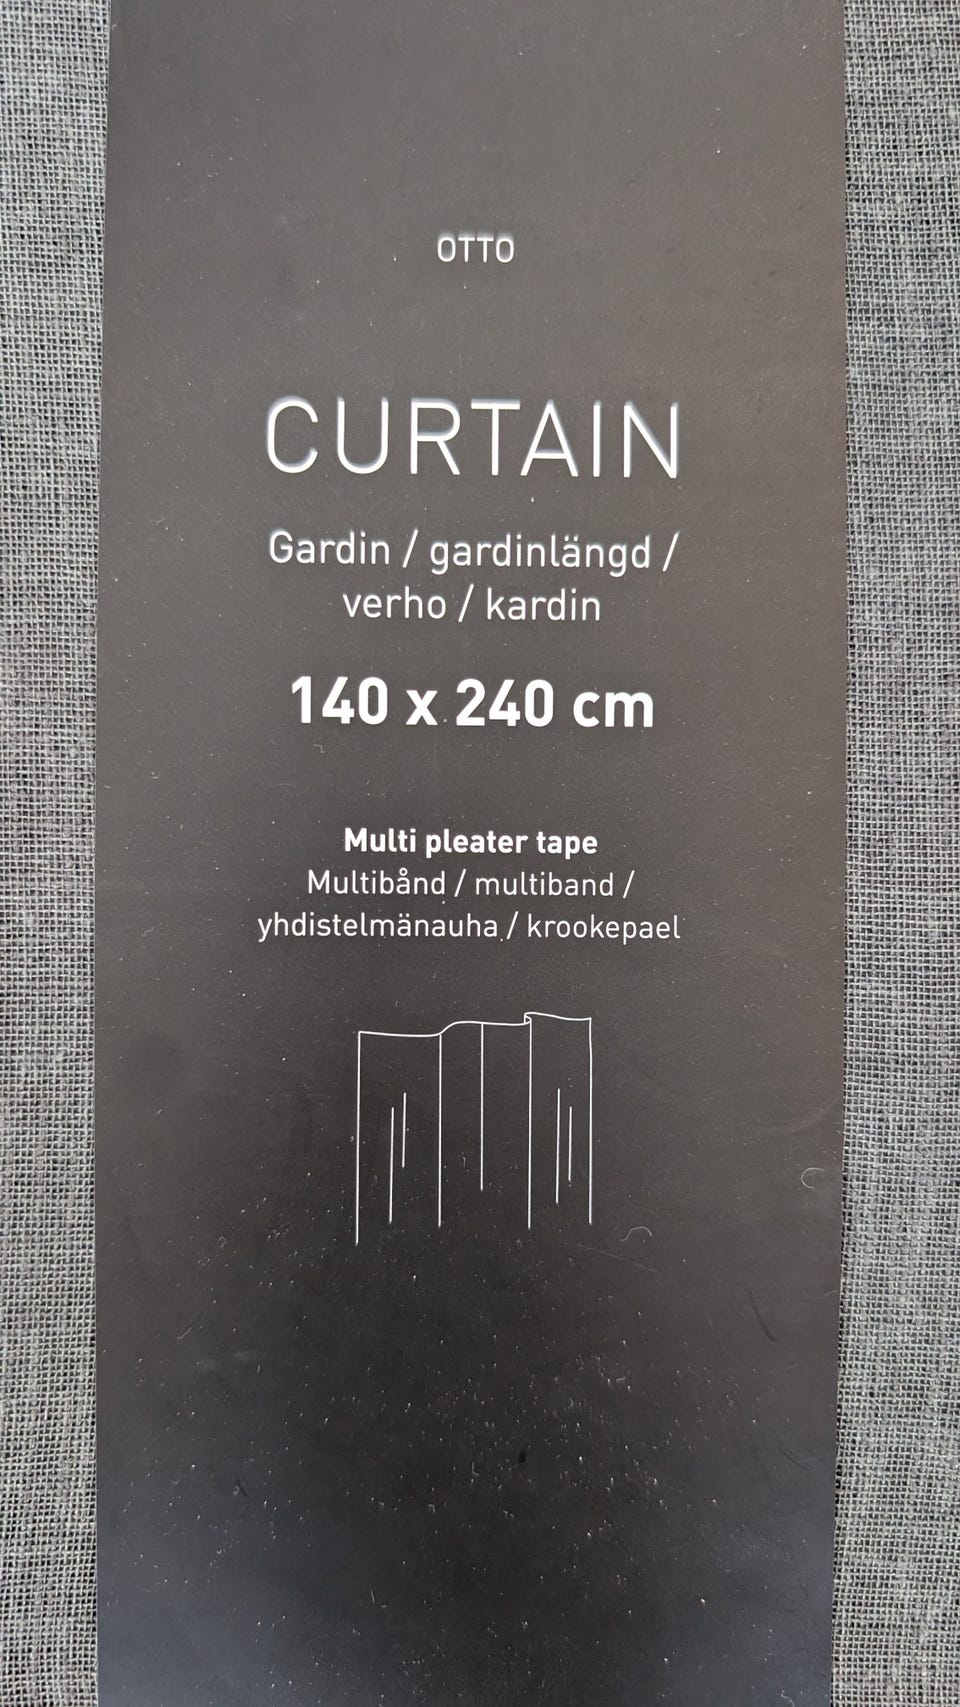 OTTO
CURTAIN
Gardin / gardinlängd /
verho / kardin
140 x 240 cm
Multi pleater tape
Multibånd / multiband /
yhdistelmänauha / krookepael